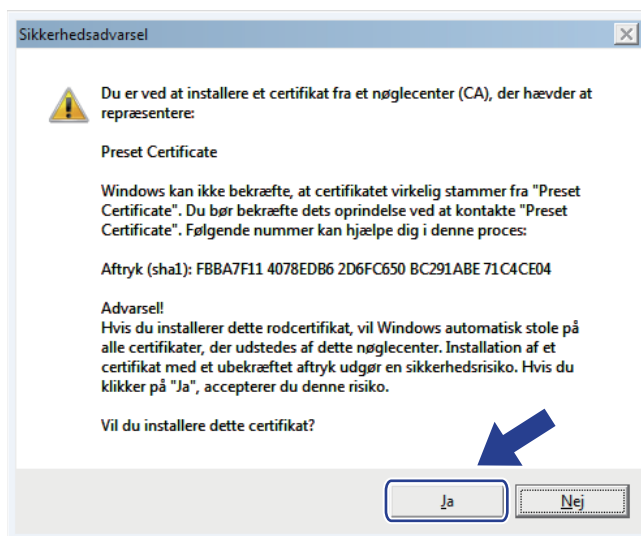 Sikkerhedsadvarsel
Du er ved at installere et certifikat fra et nøglecenter (CA), der hævder at
repræsentere:
Preset Certificate
Windows kan ikke bekræfte, at certifikatet virkelig stammer fra "Preset
Certificate". Du bør bekræfte dets oprindelse ved at kontakte "Preset
Certificate". Følgende nummer kan hjælpe dig i denne proces:
Aftryk (sha1): FBBA7F11 4078EDB6 2D6FC650 BC291ABE 71C4CE04
Advarsel!
Hvis du installerer dette rodcertifikat, vil Windows automatisk stole på
alle certifikater, der udstedes af dette nøglecenter. Installation af et
certifikat med et ubekræftet aftryk udgør en sikkerhedsrisiko. Hvis du
klikker på "Ja", accepterer du denne risiko.
Vil du installere dette certifikat?
Ja
Nej